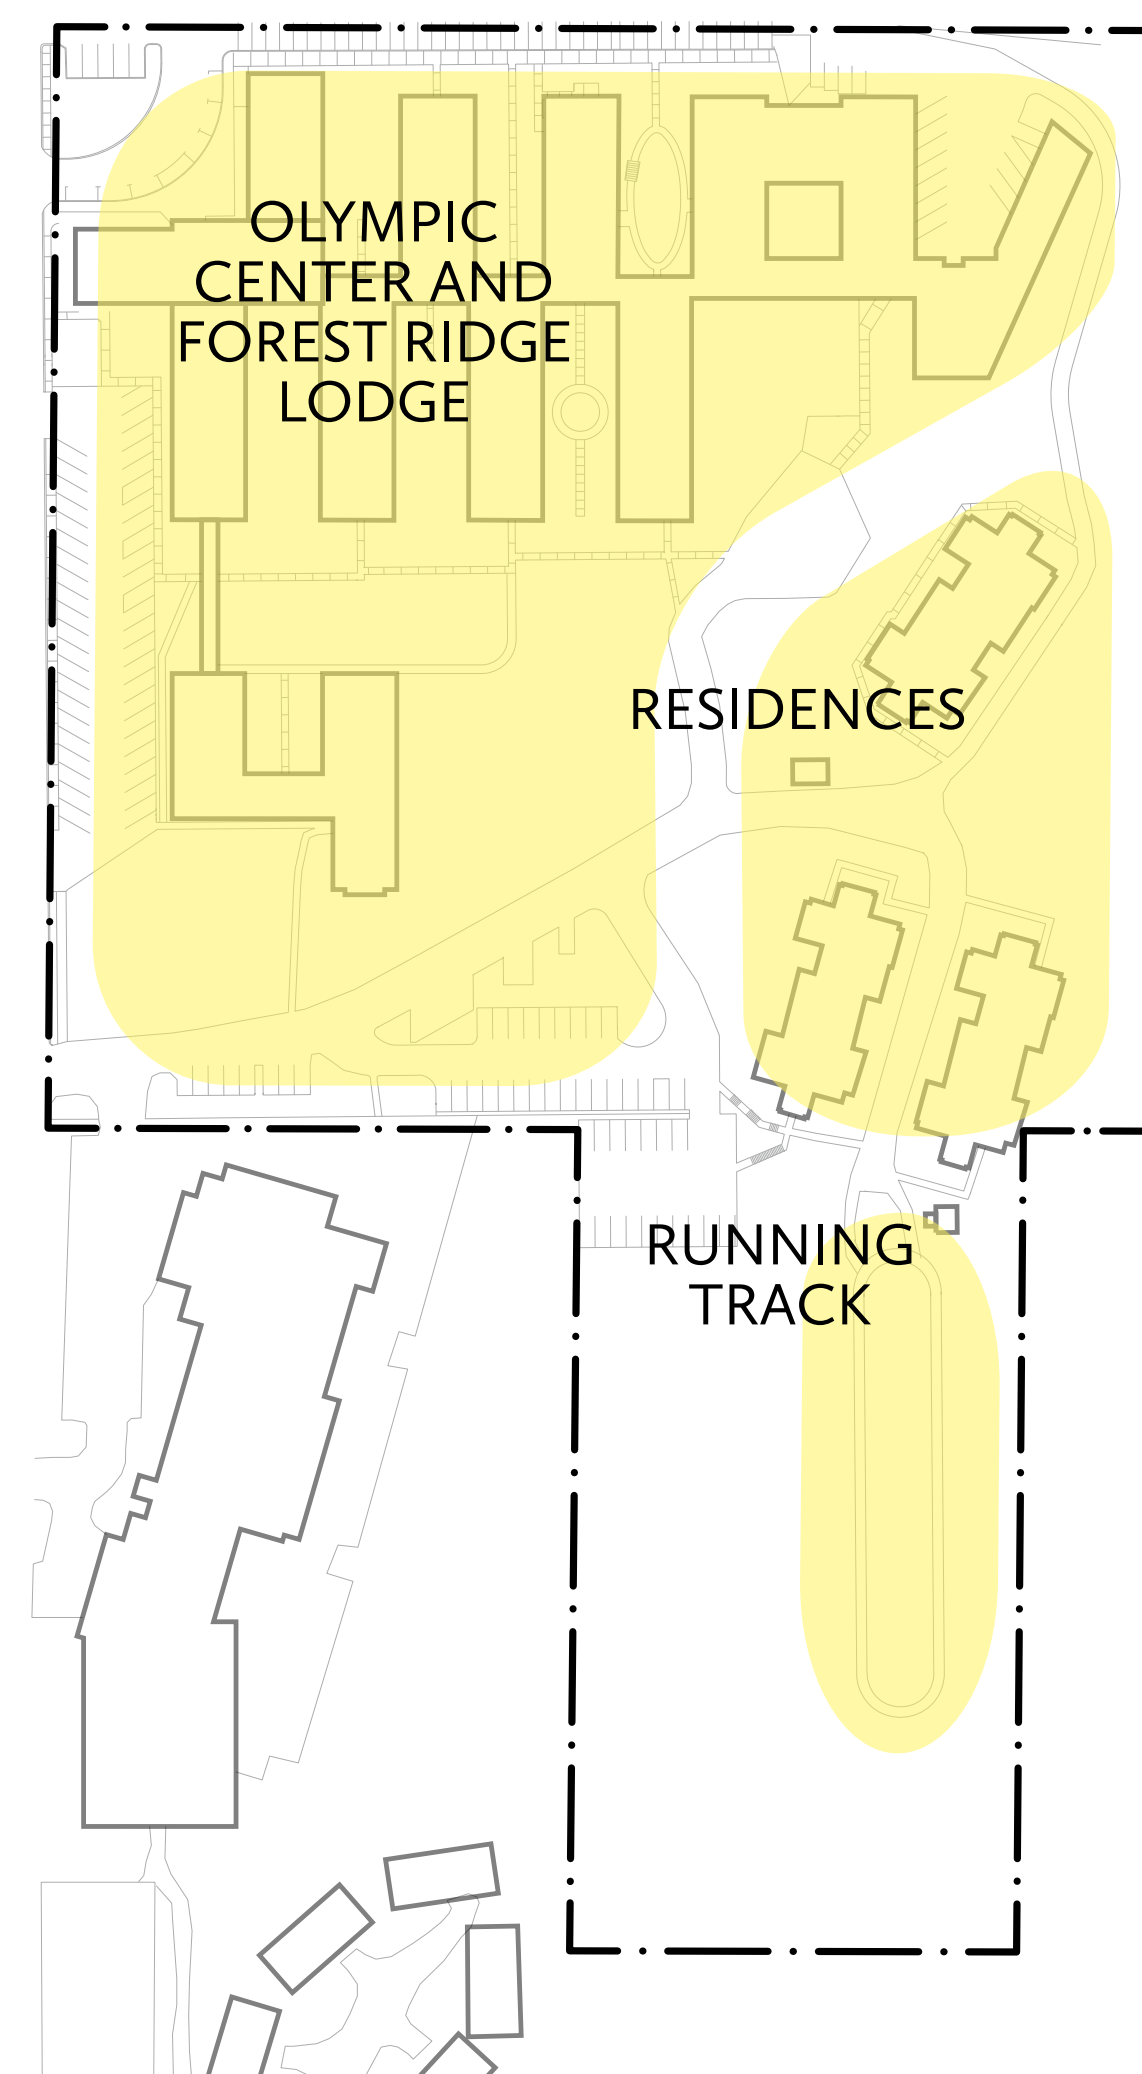 OLYMPIC
CENTER AND
FOREST RIDGE
LODGE
RESIDENCES
RUNNING
TRACK